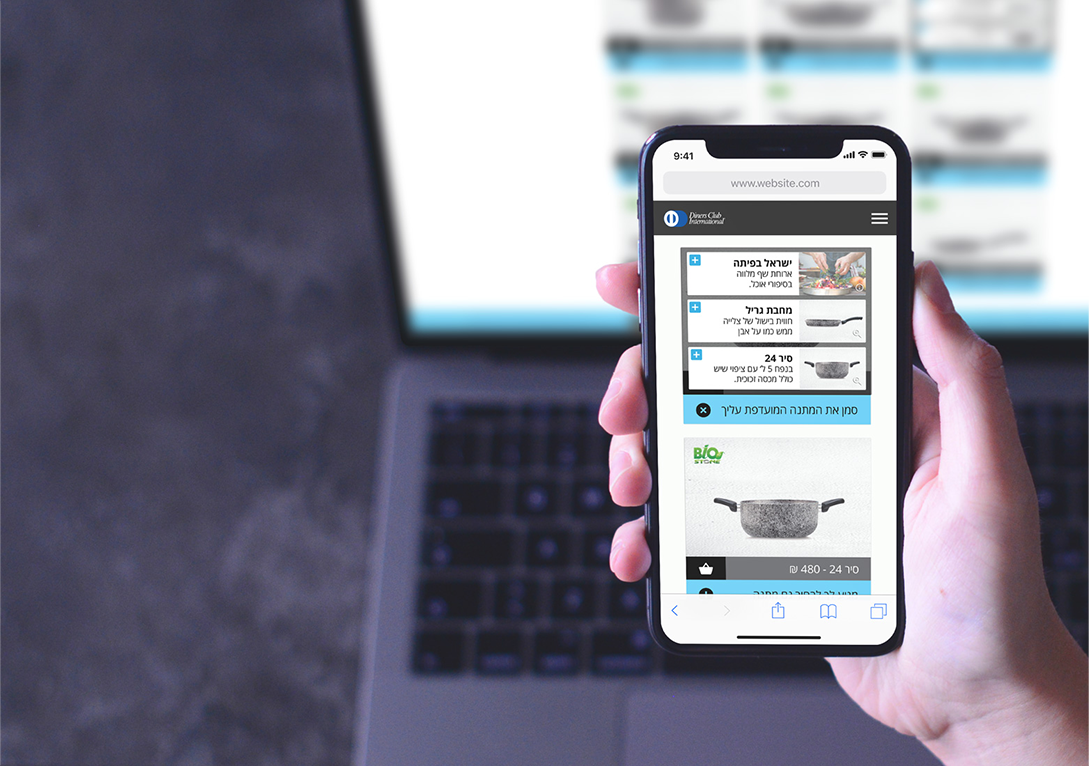 9:41
www.website.com
Diners Club
International
ישראל בפיתה
ארוחת שף מלווה
בסיפורי אוכל.
מחבת גריל
חווית בישול של צלייה
ממש כמו על אבן
סיר 24
בנפח 5 ל׳ עם ציפוי שיש
כולל מכסה זכוכית.
סמן את המתנה המועדפת עליך
BIO
STORE
סיר 24 - 480 ₪